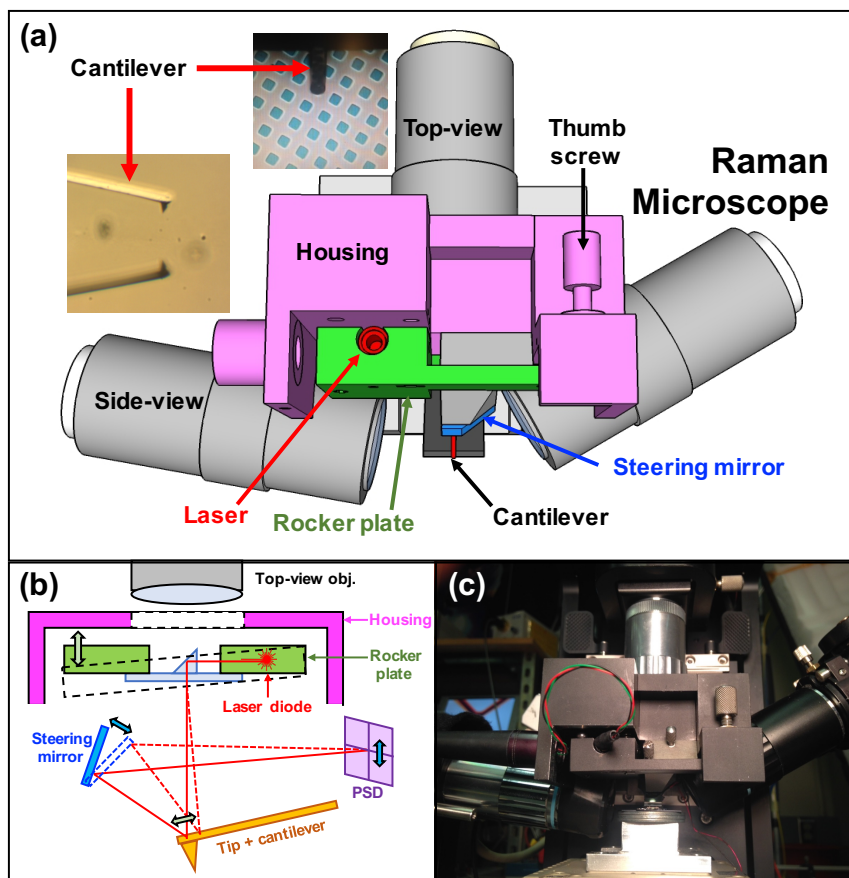 (a)
Cantilever
Top-view
Thumb
screw
Raman
Microscope
Housing
Side-view
Laser
Rocker plate
Cantilever
Steering mirror
(b)
Top-view obj.
Housing
Rocker
plate
Laser diode
Steering
mirror
PSD
Tip + cantilever
(c)